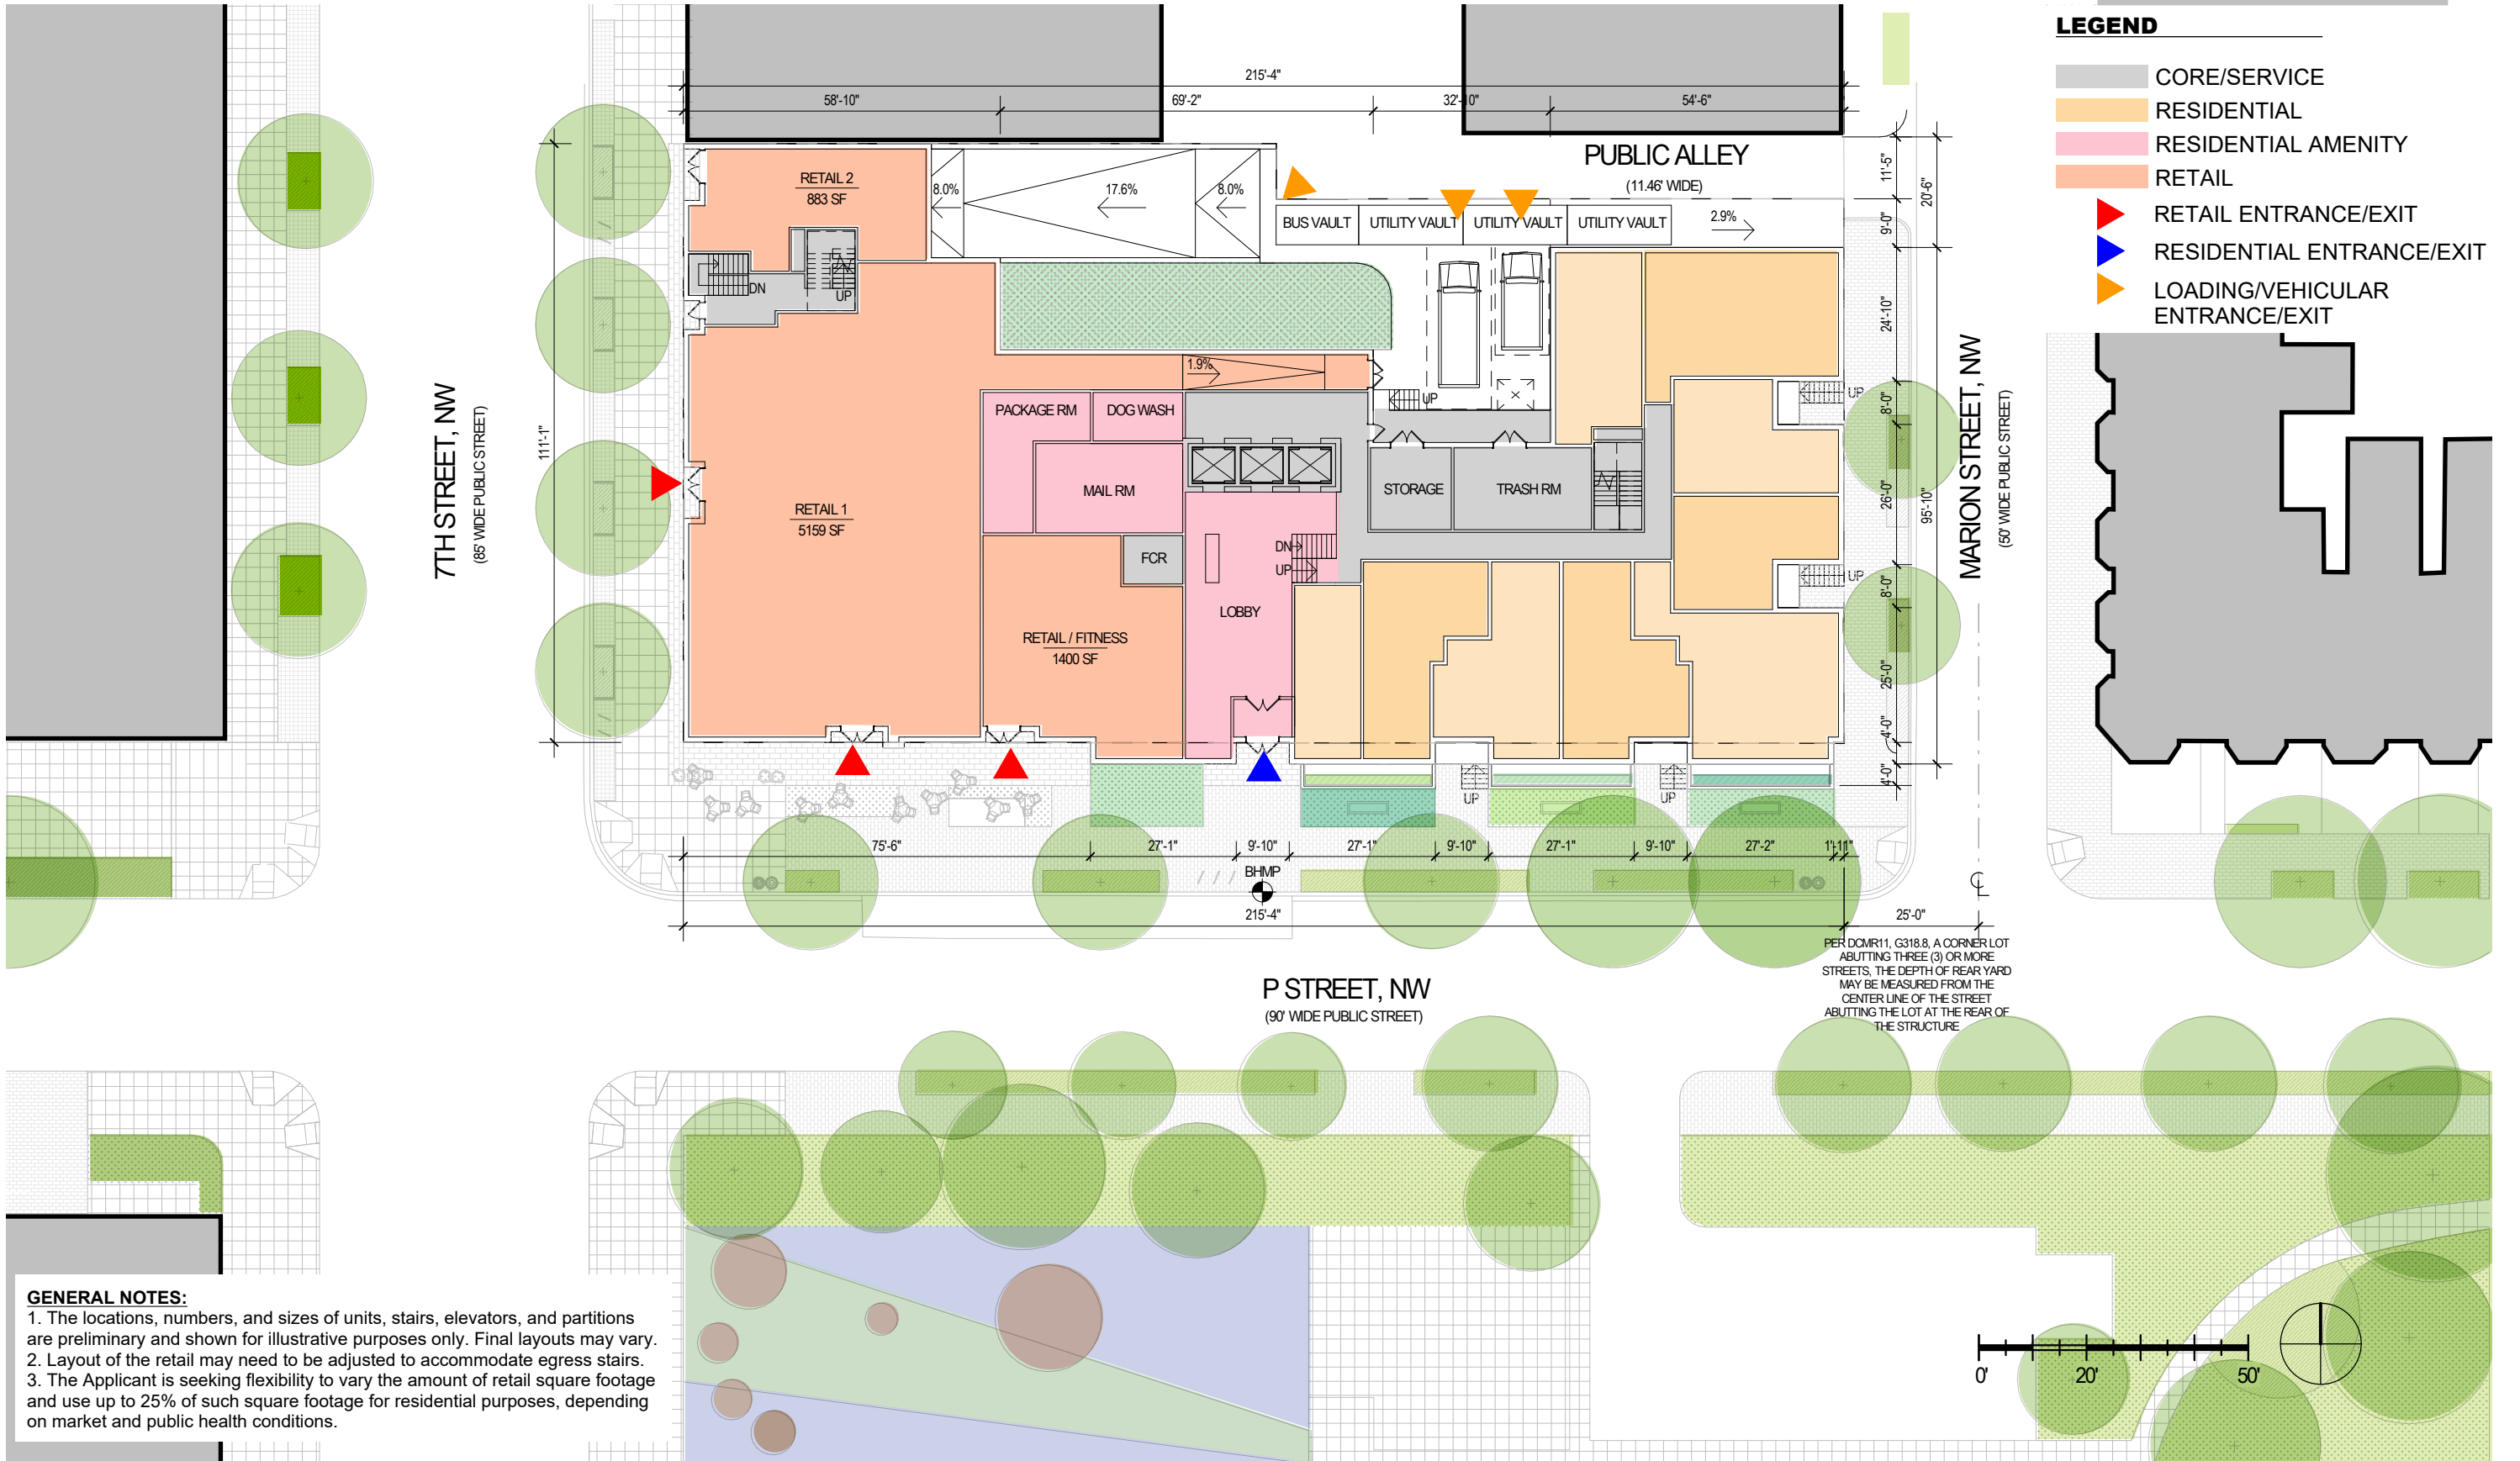 LEGEND
CORE/SERVICE
RESIDENTIAL
RESIDENTIAL AMENITY
RETAIL
RETAIL ENTRANCE/EXIT
RESIDENTIAL ENTRANCE/EXIT
LOADING/VEHICULAR
ENTRANCE/EXIT
215'-4"
58'-10"
69'-2"
32'-10"
54'-6"
PUBLIC ALLEY
(11.46' WIDE)
11'-5"
20'-6"
9'-0"
RETAIL 2
883 SF
8.0%
17.6%
8.0%
BUS VAULT
UTILITY VAULT
UTILITY VAULT
UTILITY VAULT
2.9%
DN
UP
24'-10"
1.9%
UP
UP
8'-0"
7TH STREET, NW
(85' WIDE PUBLIC STREET)
111'-1"
PACKAGE RM
DOG WASH
MAIL RM
STORAGE
TRASH RM
MARION STREET, NW
(50' WIDE PUBLIC STREET)
26'-0"
95'-10"
RETAIL 1
5159 SF
FCR
DN
UP
LOBBY
UP
8'-0"
RETAIL / FITNESS
1400 SF
25'-0"
4'-0"
4'-0"
UP
UP
75'-6"
27'-1"
9'-10"
27'-1"
9'-10"
27'-1"
9'-10"
27'-2"
1'-11"
BHMP
215'-4"
25'-0"
CL
PER DCMR11, G318.8, A CORNER LOT
ABUTTING THREE (3) OR MORE
STREETS, THE DEPTH OF REAR YARD
MAY BE MEASURED FROM THE
CENTER LINE OF THE STREET
ABUTTING THE LOT AT THE REAR OF
THE STRUCTURE
P STREET, NW
(90' WIDE PUBLIC STREET)
GENERAL NOTES:
1. The locations, numbers, and sizes of units, stairs, elevators, and partitions
are preliminary and shown for illustrative purposes only. Final layouts may vary.
2. Layout of the retail may need to be adjusted to accommodate egress stairs.
3. The Applicant is seeking flexibility to vary the amount of retail square footage
and use up to 25% of such square footage for residential purposes, depending
on market and public health conditions.
0'
20'
50'